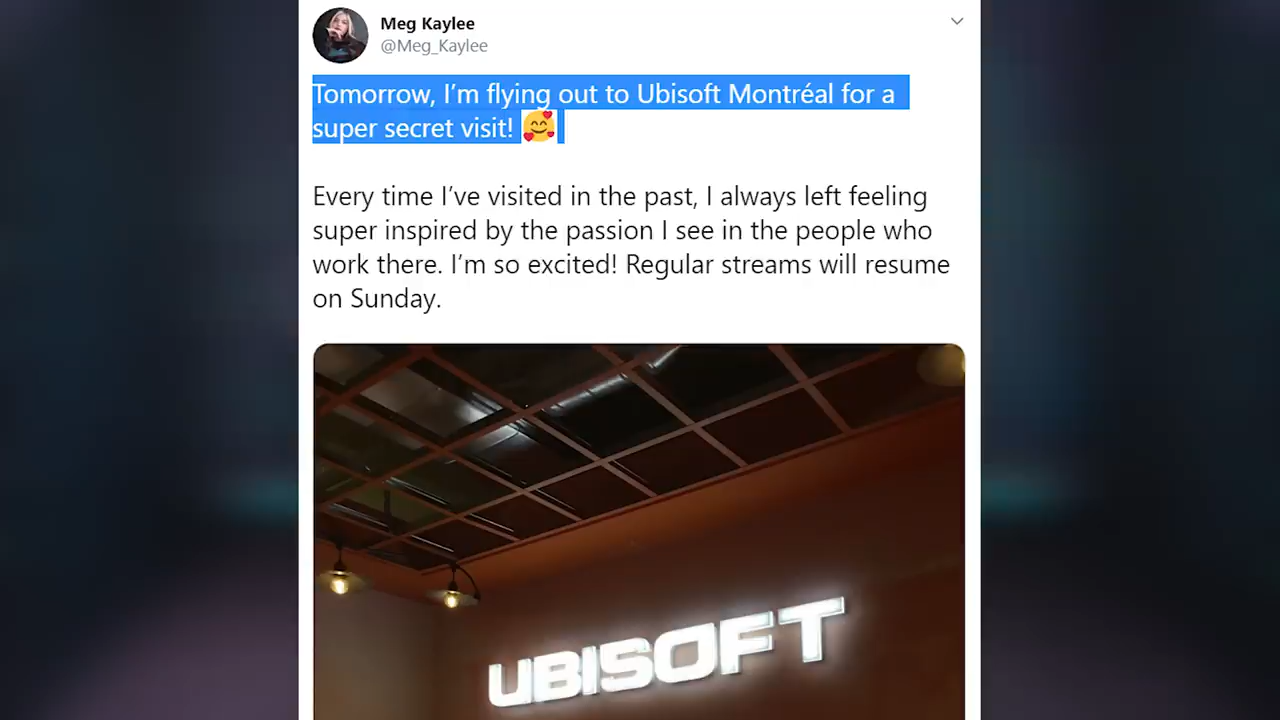 Meg Kaylee
@Meg_Kaylee
Tomorrow, I’m flying out to Ubisoft Montréal for a
super secret visit! 🥰
Every time I’ve visited in the past, I always left feeling
super inspired by the passion I see in the people who
work there. I’m so excited! Regular streams will resume
on Sunday.
UBISOFT